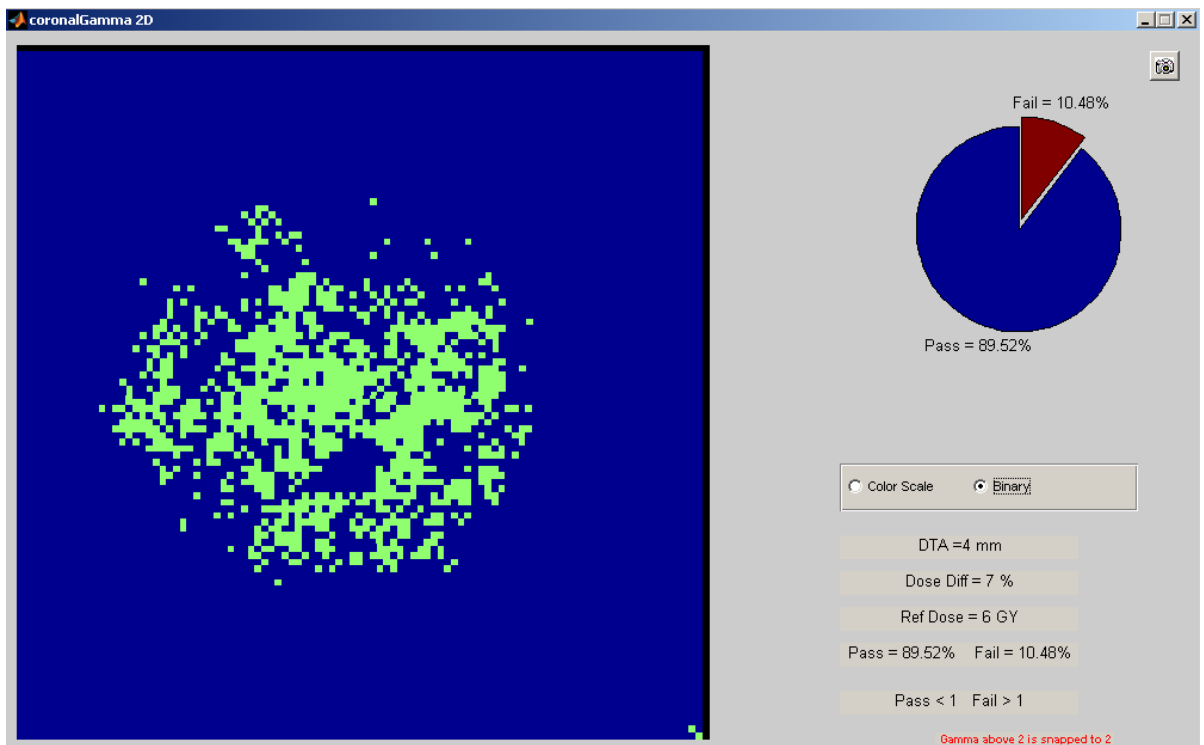 coronalGamma 2D
Fail = 10.48%
Pass = 89.52%
Color Scale Binary
DTA =4 mm
Dose Diff = 7 %
Ref Dose = 6 GY
Pass = 89.52% Fail = 10.48%
Pass < 1 Fail > 1
Gamma above 2 is snapped to 2